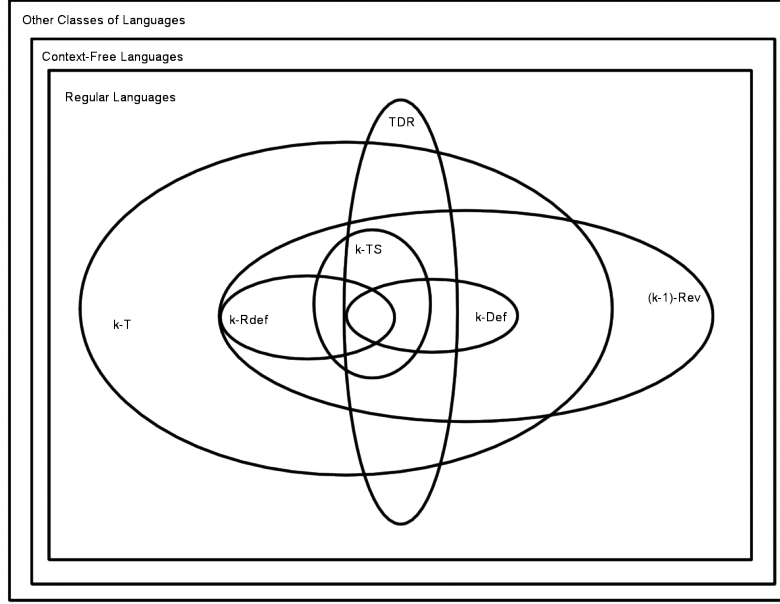 Other Classes of Languages
Context-Free Languages
Regular Languages
TDR
k-TS
(k-1)-Rev
k-T
k-Rdef
k-Def